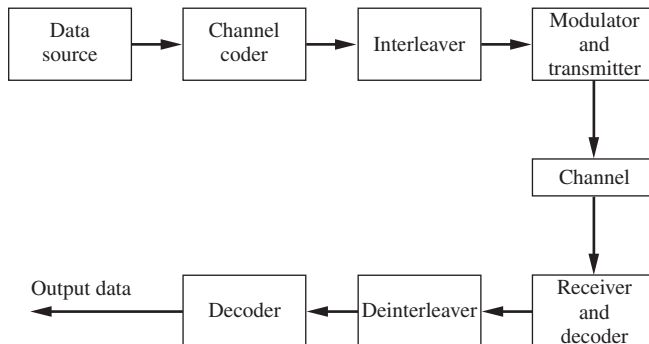 Data
source
Channel
coder
Interleaver
Modulator
and
transmitter
Channel
Receiver
and
decoder
Deinterleaver
Decoder
Output data